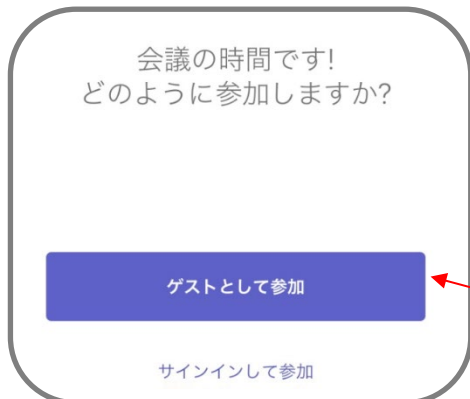 会議の時間です!
どのように参加しますか?
ゲストとして参加
サインインして参加